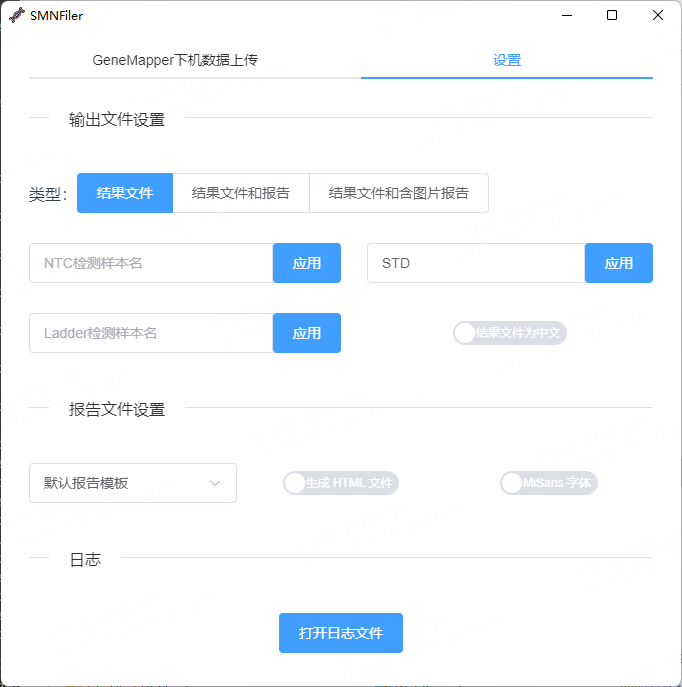 SMNFiler
GeneMapper下机数据上传 设置
输出文件设置
类型: 结果文件 结果文件和报告 结果文件和含图片报告
NTC检测样本名 应用 STD 应用
Ladder检测样本名 应用 结果文件为中文
报告文件设置
默认报告模板 生成 HTML 文件 MiSans 字体
日志
打开日志文件